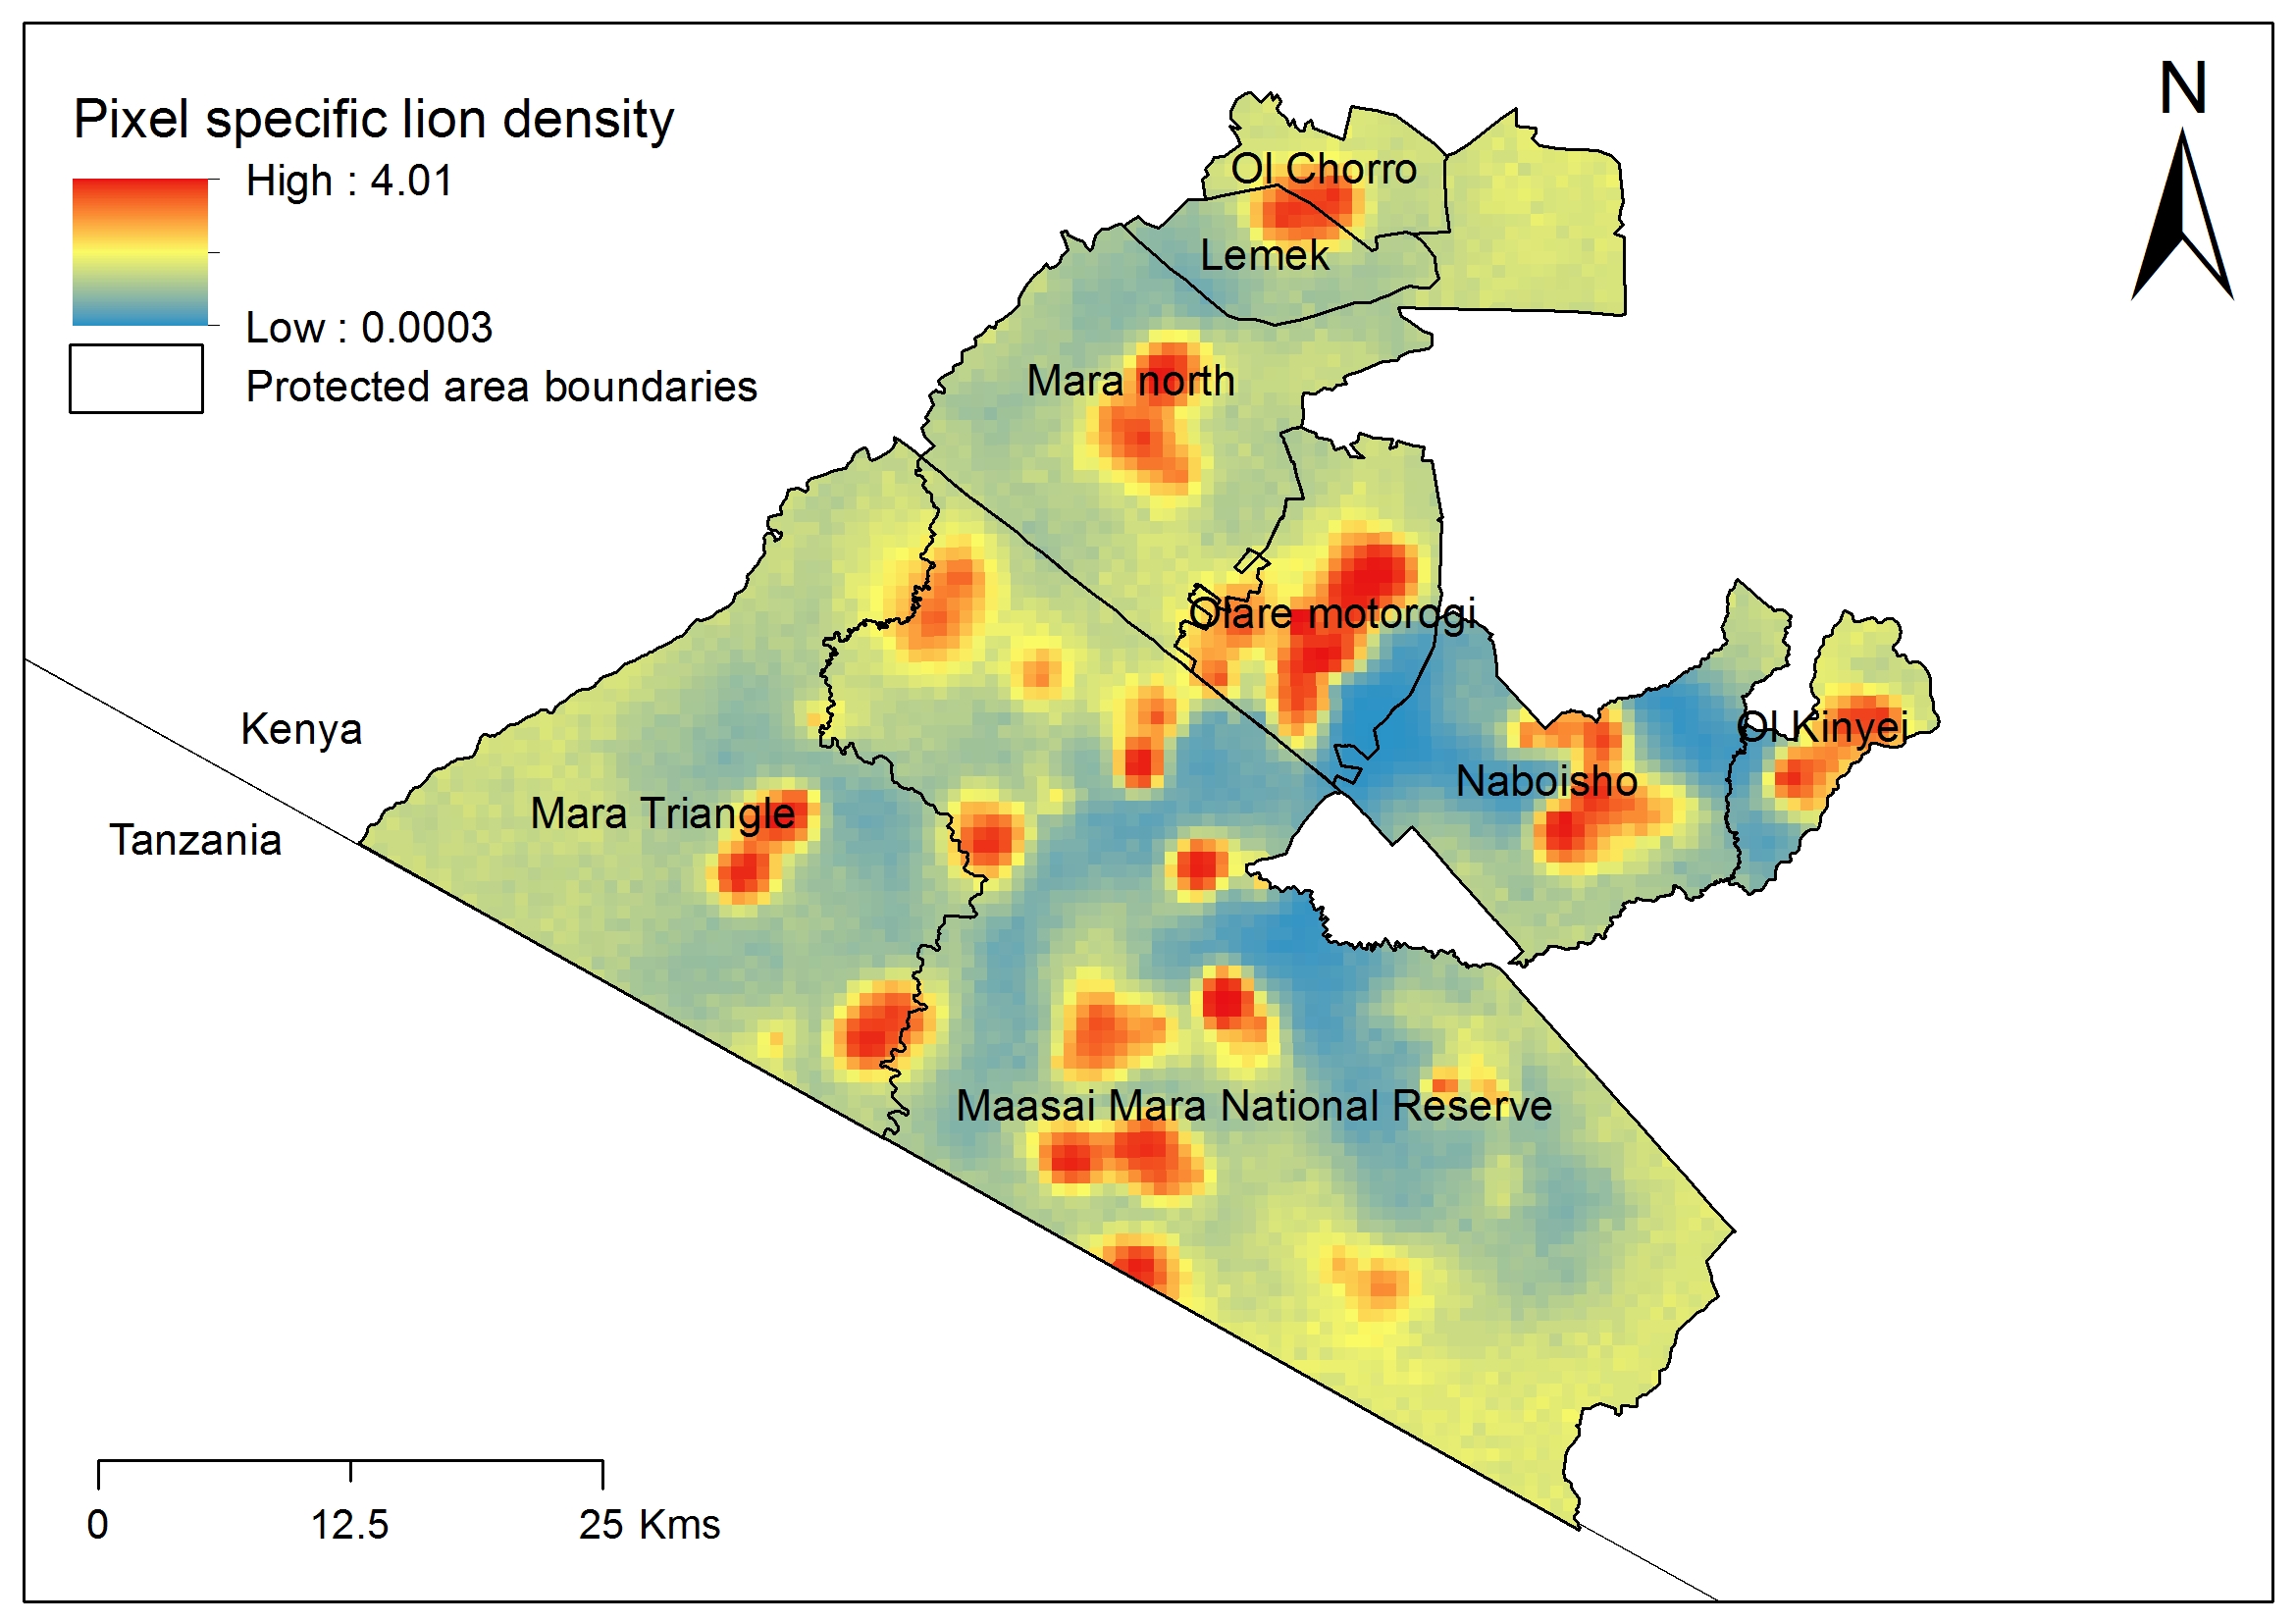 Pixel specific lion density
High : 4.01
Low : 0.0003
Protected area boundaries
N
Ol Chorro
Lemek
Mara north
Olare motorogi
Kenya
Ol Kinyei
Naboisho
Mara Triangle
Tanzania
Maasai Mara National Reserve
0 12.5 25 Kms